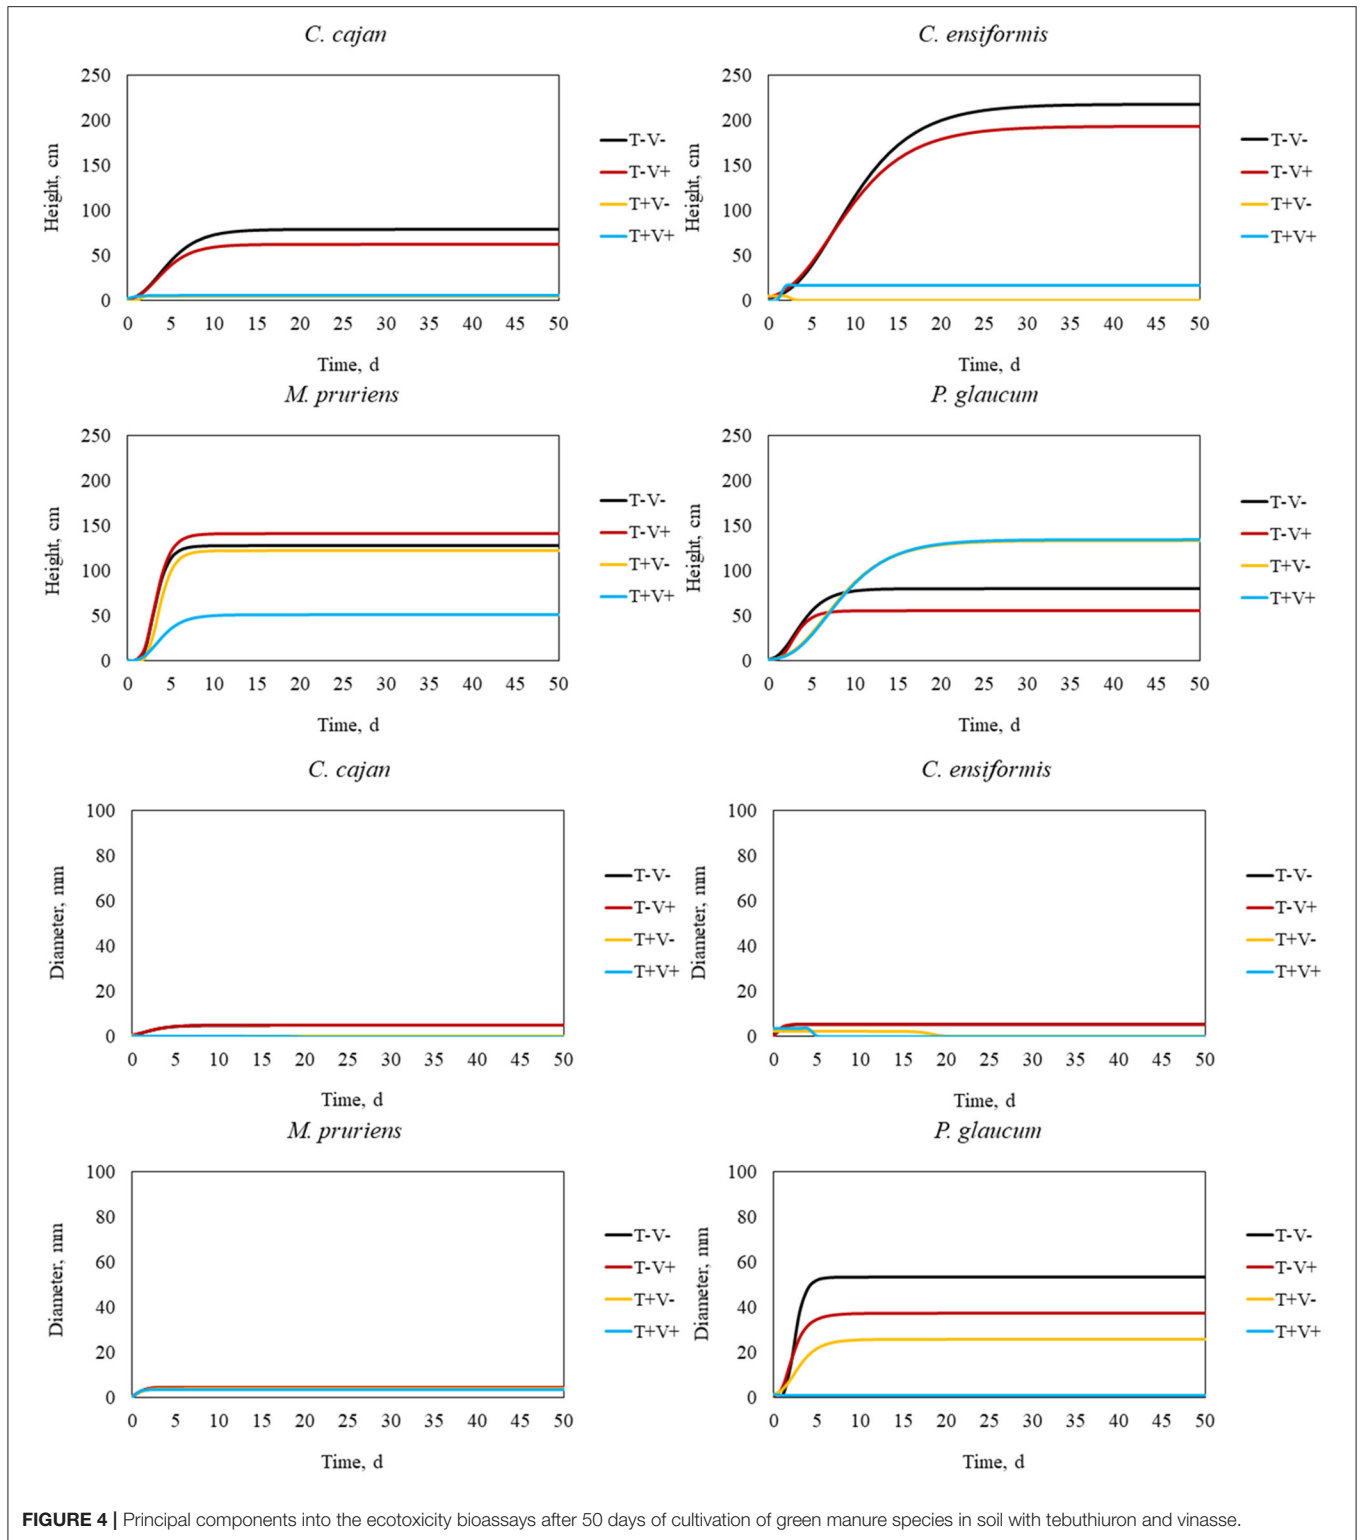 C. cajan
250
200
150
100
50
0
Height, cm
0 5 10 15 20 25 30 35 40 45 50
Time, d
T-V-
T-V+
T+V-
T+V+
C. ensiformis
250
200
150
100
50
0
Height, cm
0 5 10 15 20 25 30 35 40 45 50
Time, d
T-V-
T-V+
T+V-
T+V+
M. pruriens
250
200
150
100
50
0
Height, cm
0 5 10 15 20 25 30 35 40 45 50
Time, d
T-V-
T-V+
T+V-
T+V+
P. glaucum
250
200
150
100
50
0
Height, cm
0 5 10 15 20 25 30 35 40 45 50
Time, d
T-V-
T-V+
T+V-
T+V+
C. cajan
100
80
60
40
20
0
Diameter, mm
0 5 10 15 20 25 30 35 40 45 50
Time, d
T-V-
T-V+
T+V-
T+V+
C. ensiformis
100
80
60
40
20
0
Diameter, mm
0 5 10 15 20 25 30 35 40 45 50
Time, d
T-V-
T-V+
T+V-
T+V+
M. pruriens
100
80
60
40
20
0
Diameter, mm
0 5 10 15 20 25 30 35 40 45 50
Time, d
T-V-
T-V+
T+V-
T+V+
P. glaucum
100
80
60
40
20
0
Diameter, mm
0 5 10 15 20 25 30 35 40 45 50
Time, d
T-V-
T-V+
T+V-
T+V+
FIGURE 4 | Principal components into the ecotoxicity bioassays after 50 days of cultivation of green manure species in soil with tebuthiuron and vinasse.